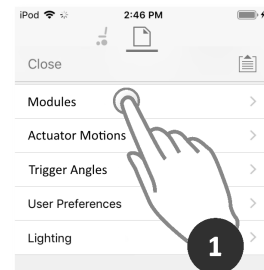 iPod 2:46 PM
Close
Modules
Actuator Motions
Trigger Angles
User Preferences
Lighting
1